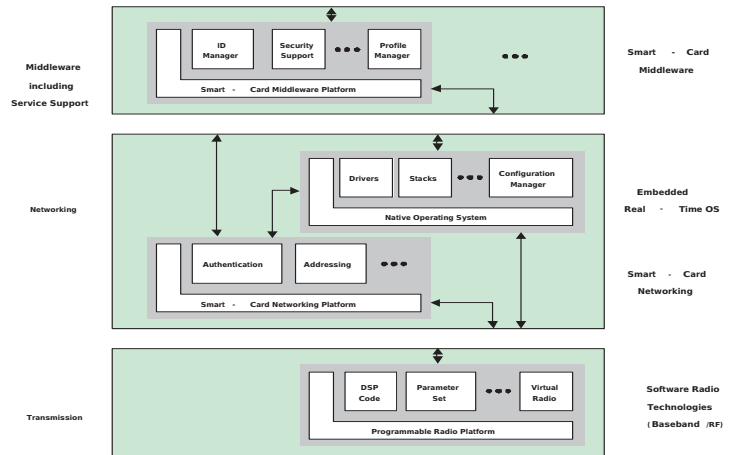 Middleware
including
Service Support
ID
Manager
Security
Support
Profile
Manager
Smart - Card Middleware Platform
Smart - Card
Middleware
Networking
Drivers
Stacks
Configuration
Manager
Native Operating System
Authentication
Addressing
Smart - Card Networking Platform
Embedded
Real - Time OS
Smart - Card
Networking
Transmission
DSP
Code
Parameter
Set
Virtual
Radio
Programmable Radio Platform
Software Radio
Technologies
(Baseband /RF)